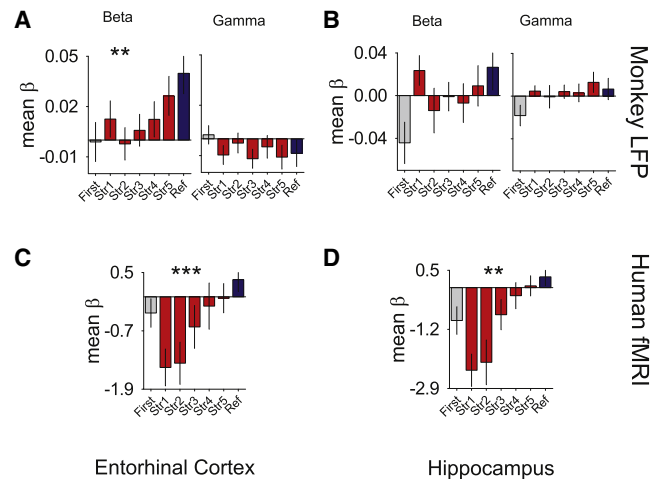 A
Beta
Gamma
**
mean β
0.05
0.02
-0.01
First
Str1
Str2
Str3
Str4
Str5
Ref
First
Str1
Str2
Str3
Str4
Str5
Ref
B
Beta
Gamma
mean β
0.04
0.00
-0.04
First
Str1
Str2
Str3
Str4
Str5
Ref
First
Str1
Str2
Str3
Str4
Str5
Ref
Monkey LFP
C
***
mean β
0.5
-0.7
-1.9
First
Str1
Str2
Str3
Str4
Str5
Ref
D
**
mean β
0.5
-1.2
-2.9
First
Str1
Str2
Str3
Str4
Str5
Ref
Human fMRI
Entorhinal Cortex
Hippocampus